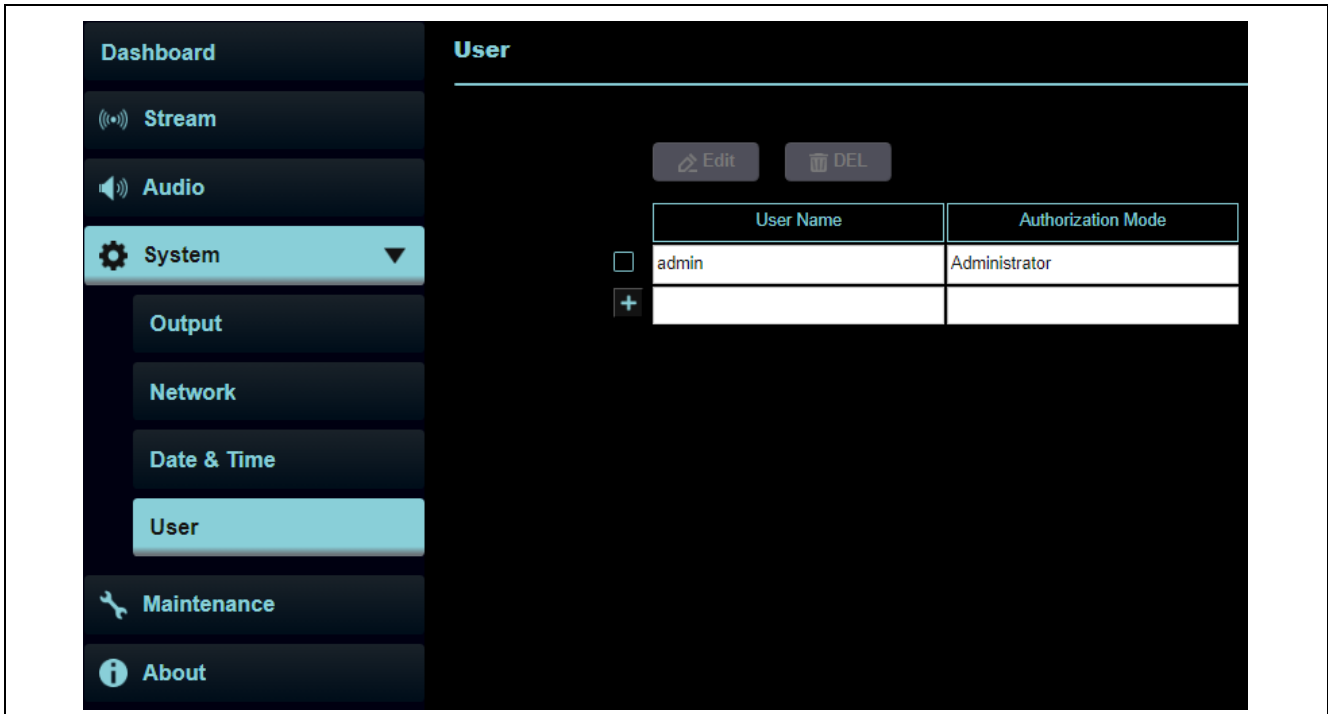 Dashboard
Stream
Audio
System
Output
Network
Date & Time
User
Maintenance
About
User
Edit
DEL
User Name
Authorization Mode
admin
Administrator